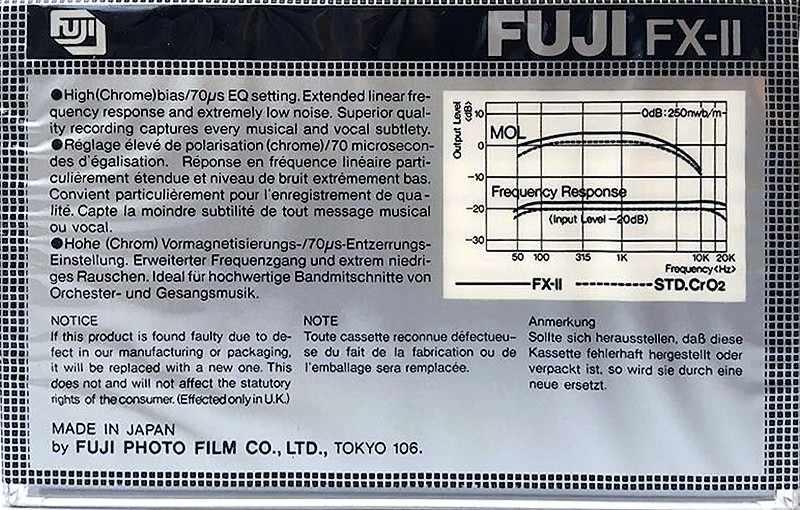 FUJI
FUJI FX-II
●High(Chrome)bias/70µs EQ setting. Extended linear fre-
quency response and extremely low noise. Superior qual-
ity recording captures every musical and vocal subtlety.
●Réglage élevé de polarisation (chrome)/70 microsecon-
des d'égalisation. Réponse en fréquence linéaire parti-
culièrement étendue et niveau de bruit extrêmement bas.
Convient particulièrement pour l'enregistrement de qua-
lité. Capte la moindre subtilité de tout message musical
ou vocal.
●Hohe (Chrom) Vormagnetisierungs-/70µs-Entzerrungs-
Einstellung. Erweiterter Frequenzgang und extrem niedri-
ges Rauschen. Ideal für hochwertige Bandmitschnitte von
Orchester- und Gesangsmusik.
Output Level
(dB)
10
0
-10
-20
-30
0dB:250nwb/m
MOL
Frequency Response
(Input Level -20dB)
50 100 315 1K 10K 20K
Frequency<Hz>
FX-II STD.CrO2
NOTICE
If this product is found faulty due to de-
fect in our manufacturing or packaging,
it will be replaced with a new one. This
does not and will not affect the statutory
rights of the consumer. (Effected only in U.K.)
NOTE
Toute cassette reconnue défectueu-
se du fait de la fabrication ou de
l'emballage sera remplacée.
Anmerkung
Sollte sich herausstellen, daß diese
Kassette fehlerhaft hergestellt oder
verpackt ist, so wird sie durch eine
neue ersetzt.
MADE IN JAPAN
by FUJI PHOTO FILM CO., LTD., TOKYO 106.